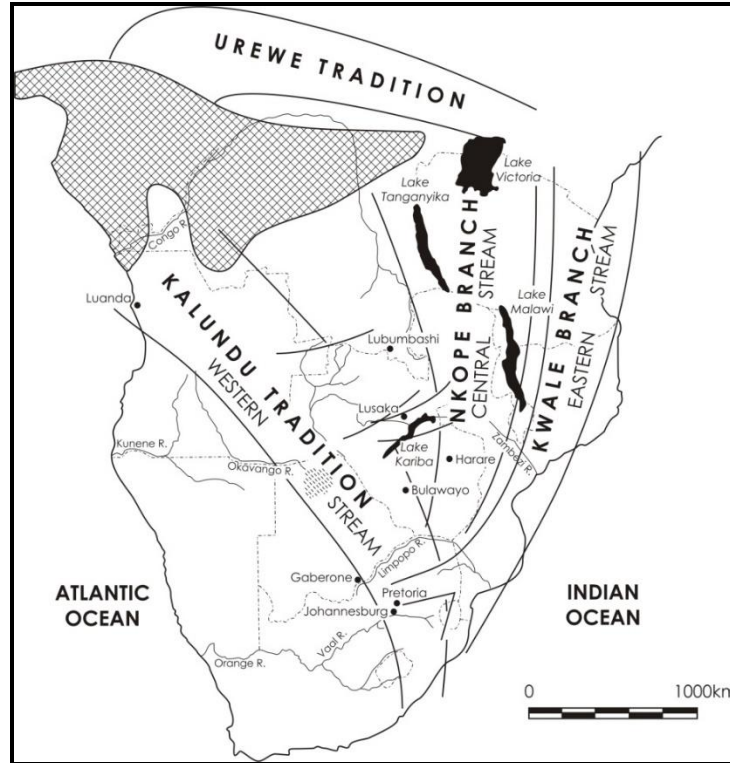 UREWE TRADITION
Lake
Victoria
Lake
Tanganyika
Congo R.
NKOPE BRANCH
CENTRAL STREAM
KWALE BRANCH
EASTERN STREAM
Lake
Malawi
Luanda
KALUNDU TRADITION
WESTERN STREAM
Lubumbashi
Lusaka
Lake
Kariba
Harare
Zambezi R.
Kunene R.
Okāvango R.
Bulawayo
Limpopo R.
Gaberone
Pretoria
Johannesburg
ATLANTIC
OCEAN
INDIAN
OCEAN
Vaal R.
Orange R.
0 1000km